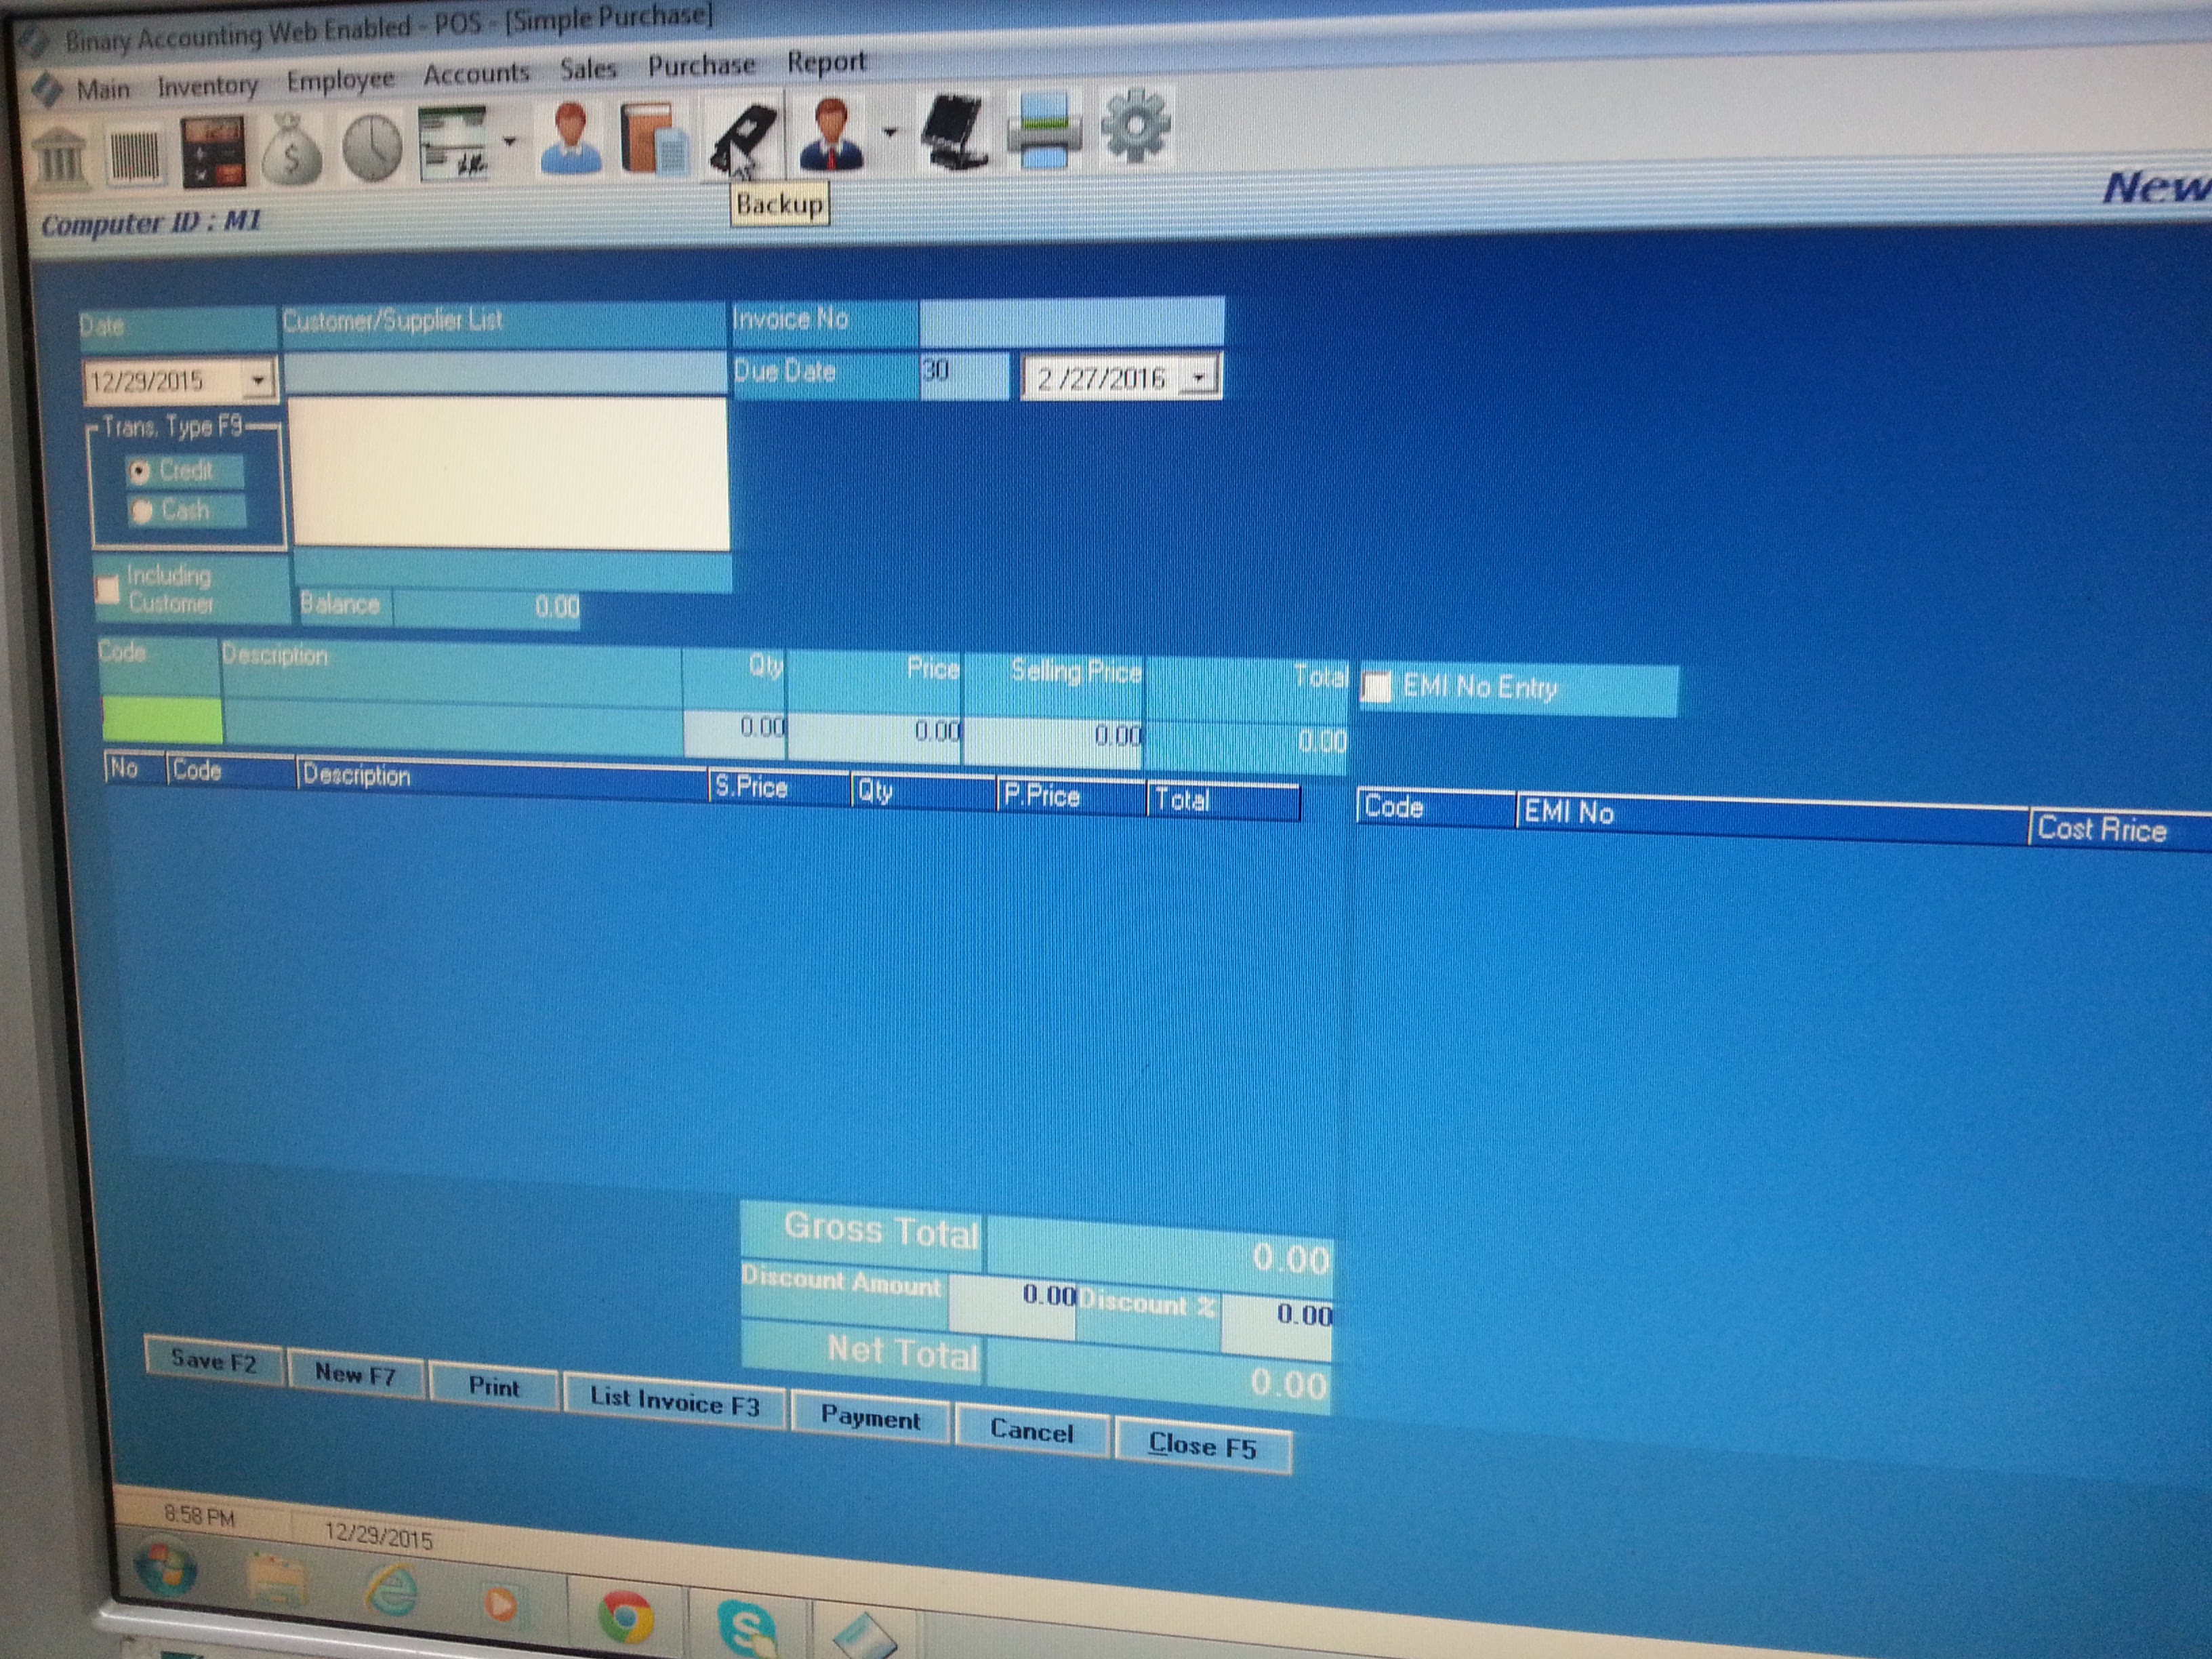 Binary Accounting Web Enabled - POS - [Simple Purchase]
Main Inventory Employee Accounts Sales Purchase Report
Backup
Computer ID : M1
New
Date Customer/Supplier List Invoice No
12/29/2015 Due Date 30 2 /27/2016
Trans. Type F9
Credit
Cash
Including
Customer
Balance 0.00
Code Description Qty Price Selling Price Total EMI No Entry
0.00 0.00 0.00 0.00
No Code Description S.Price Qty P.Price Total Code EMI No Cost Rrice
Gross Total 0.00
Discount Amount 0.00 Discount % 0.00
Net Total 0.00
Save F2 New F7 Print List Invoice F3 Payment Cancel Close F5
8:58 PM 12/29/2015